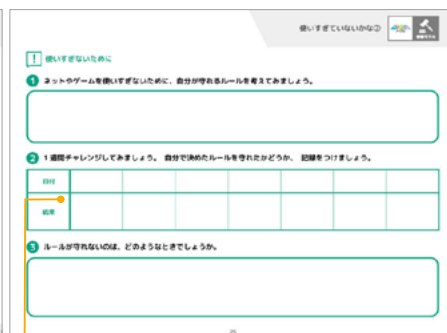 使いすぎていないかな②
! 使いすぎないために
1 ネットやゲームを使いすぎないために、自分が守れるルールを考えてみましょう。
2 1週間チャレンジしてみましょう。 自分で決めたルールを守れたかどうか、 記録をつけましょう。
日付
結果
3 ルールが守れないのは、どのようなときでしょうか。